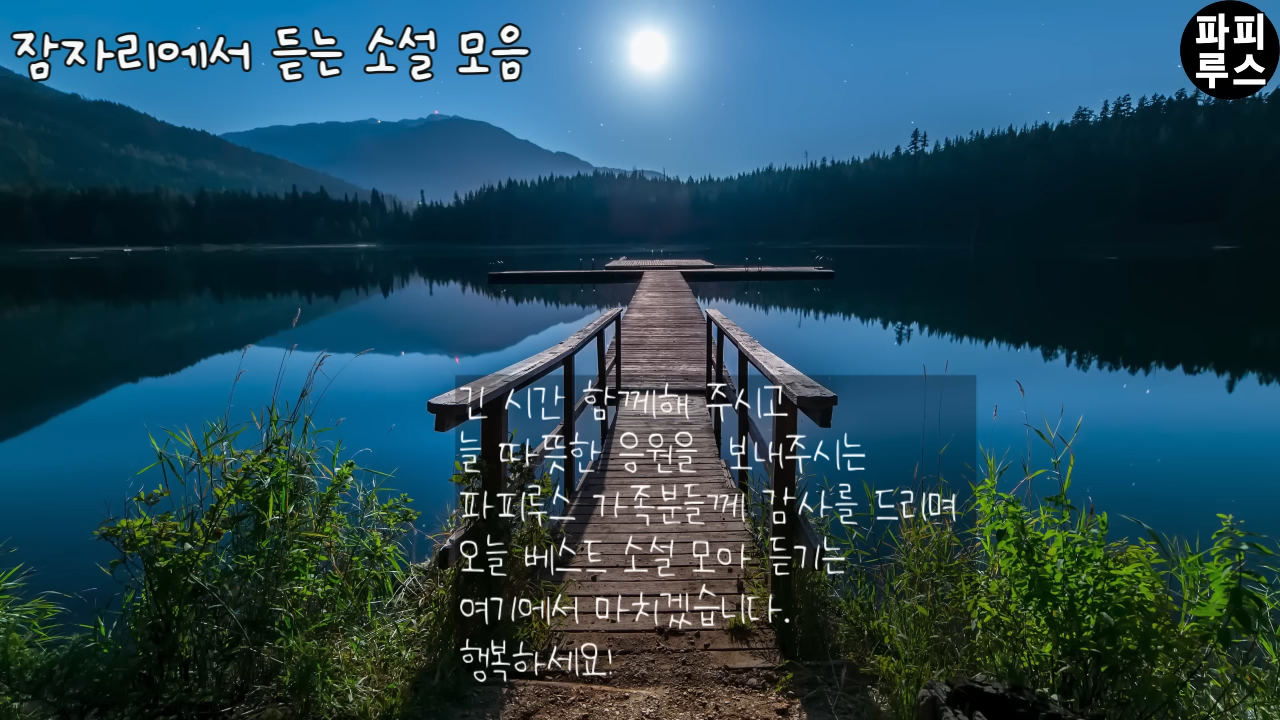 잠자리에서 듣는 소설 모음
파피
루스
긴 시간 함께해 주시고
늘 따뜻한 응원을 보내주시는
파피루스 가족분들께 감사를 드리며
오늘 베스트 소설 모아 듣기는
여기에서 마치겠습니다.
행복하세요!